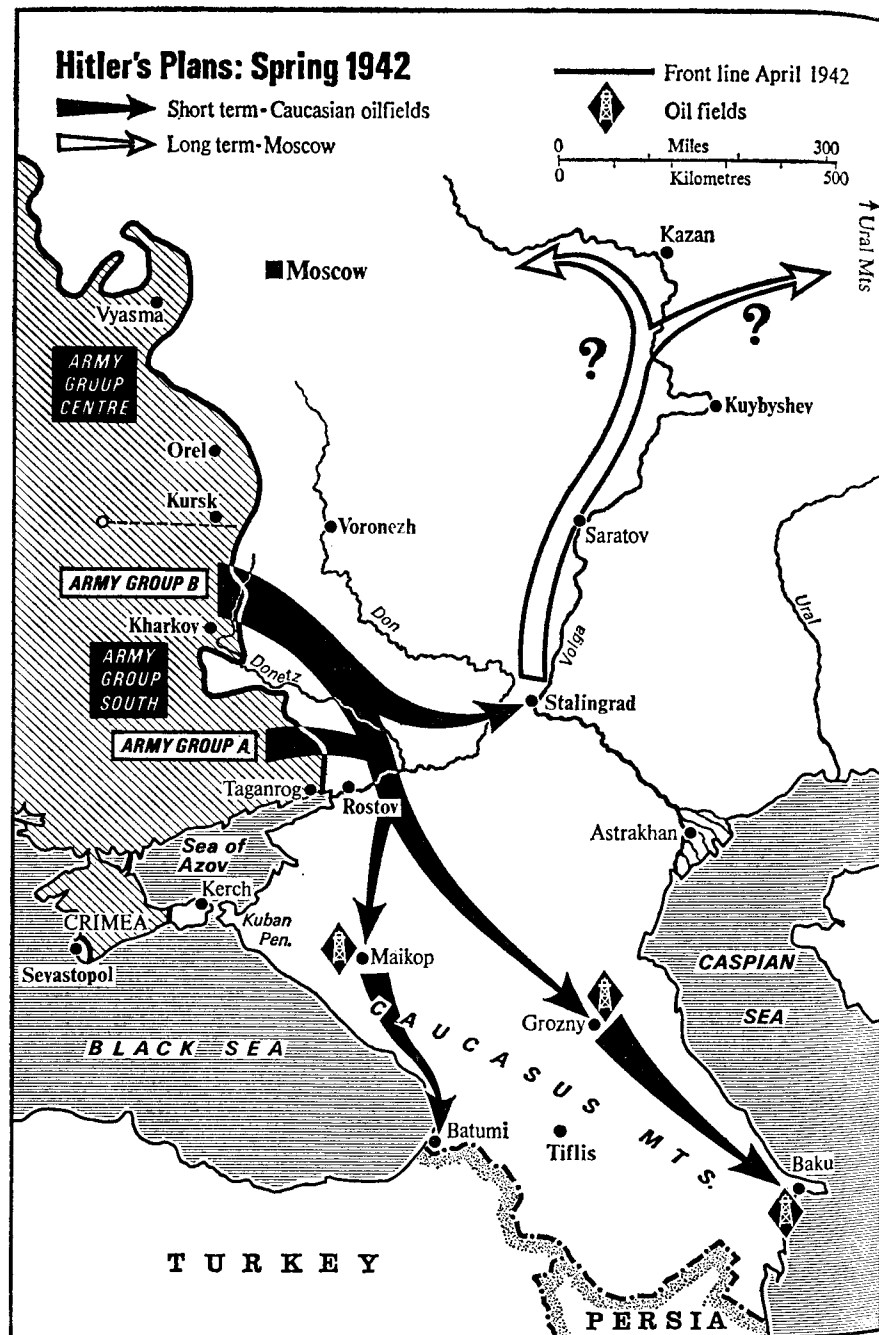 Hitler's Plans: Spring 1942
Short term-Caucasian oilfields
Long term-Moscow
Front line April 1942
Oil fields
0 Miles 300
0 Kilometres 500
↑ Ural Mts
Kazan
Moscow
Vyasma
?
?
ARMY
GROUP
CENTRE
Kuybyshev
Orel
Kursk
Voronezh
Saratov
ARMY GROUP B
Kharkov
Don
Volga
Ural
ARMY
GROUP
SOUTH
Donetz
Stalingrad
ARMY GROUP A
Taganrog
Rostov
Astrakhan
Sea of
Azov
Kerch
CRIMEA
Kuban
Pen.
Sevastopol
Maikop
CASPIAN
SEA
Grozny
CAUCASUS MTS.
BLACK SEA
Batumi
Tiflis
Baku
TURKEY
PERSIA